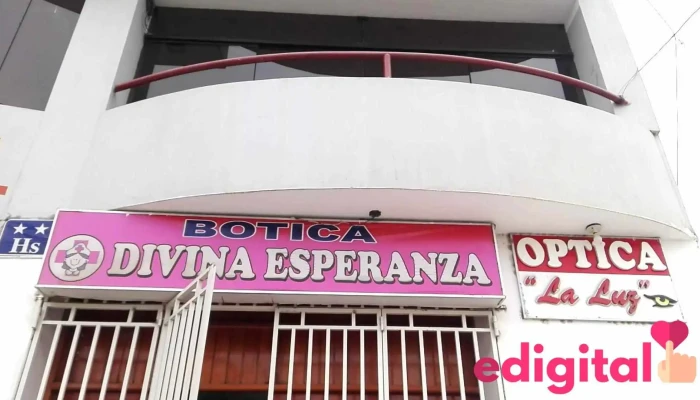 BOTICA
DIVINA ESPERANZA
★★
Hs
OPTICA
"La Luz"
edigital